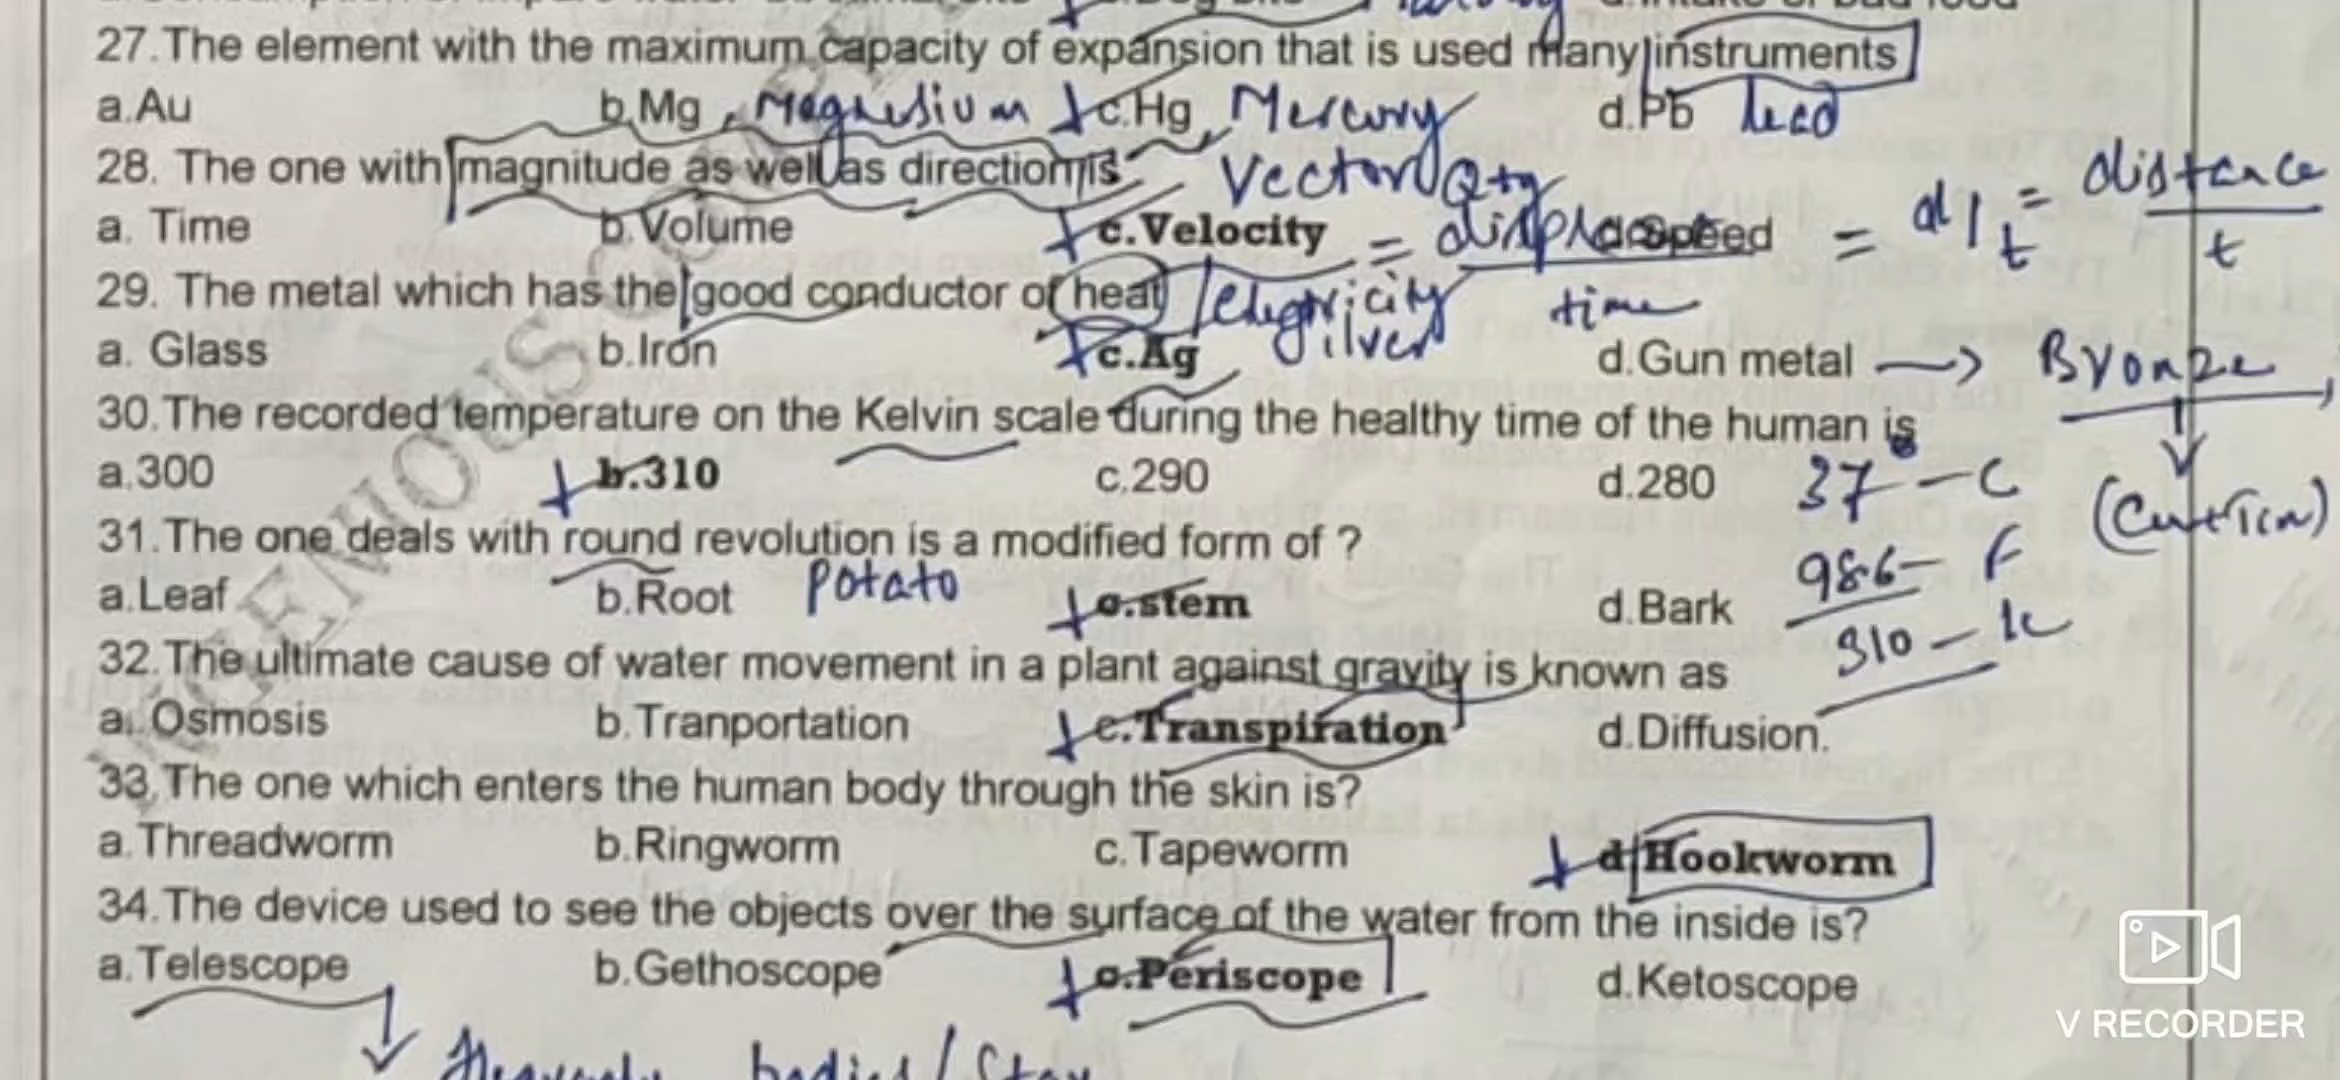 27.The element with the maximum capacity of expansion that is used many instruments
a.Au b.Mg, Magnesium c.Hg, Mercury d.Pb lead
28. The one with magnitude as well as direction is Vector Qty
a. Time b.Volume c.Velocity = d.Speed = d/t = distance / t
time
29. The metal which has the good conductor of heat /
a. Glass b.Iron c.Ag Silver d.Gun metal → Bronze
30.The recorded temperature on the Kelvin scale during the healthy time of the human is
a.300 b.310 c.290 d.280 37° - C
(Cu+Tin)
31.The one deals with round revolution is a modified form of ?
98.6 - F
a.Leaf b.Root Potato c.stem d.Bark
310 - K
32.The ultimate cause of water movement in a plant against gravity is known as
a. Osmosis b.Tranportation c.Transpiration d.Diffusion.
33.The one which enters the human body through the skin is?
a.Threadworm b.Ringworm c.Tapeworm d.Hookworm
34.The device used to see the objects over the surface of the water from the inside is?
a.Telescope b.Gethoscope c.Periscope d.Ketoscope
bodies / Star
V RECORDER